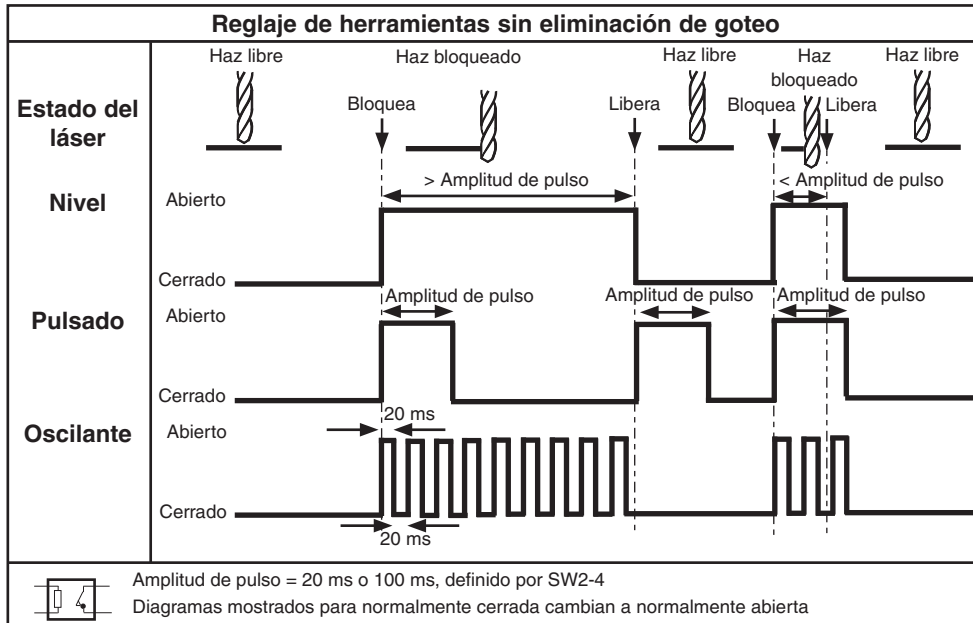 Reglaje de herramientas sin eliminación de goteo
Estado del
láser
Haz libre
Haz bloqueado
Haz libre
Haz
bloqueado
Haz libre
Bloquea
Libera
Bloquea
Libera
Nivel
Abierto
> Amplitud de pulso
< Amplitud de pulso
Cerrado
Pulsado
Abierto
Amplitud de pulso
Amplitud de pulso
Amplitud de pulso
Cerrado
Oscilante
Abierto
20 ms
Cerrado
20 ms
Amplitud de pulso = 20 ms o 100 ms, definido por SW2-4
Diagramas mostrados para normalmente cerrada cambian a normalmente abierta